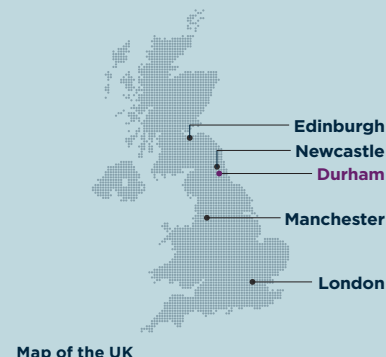 Edinburgh
Newcastle
Durham
Manchester
London
Map of the UK